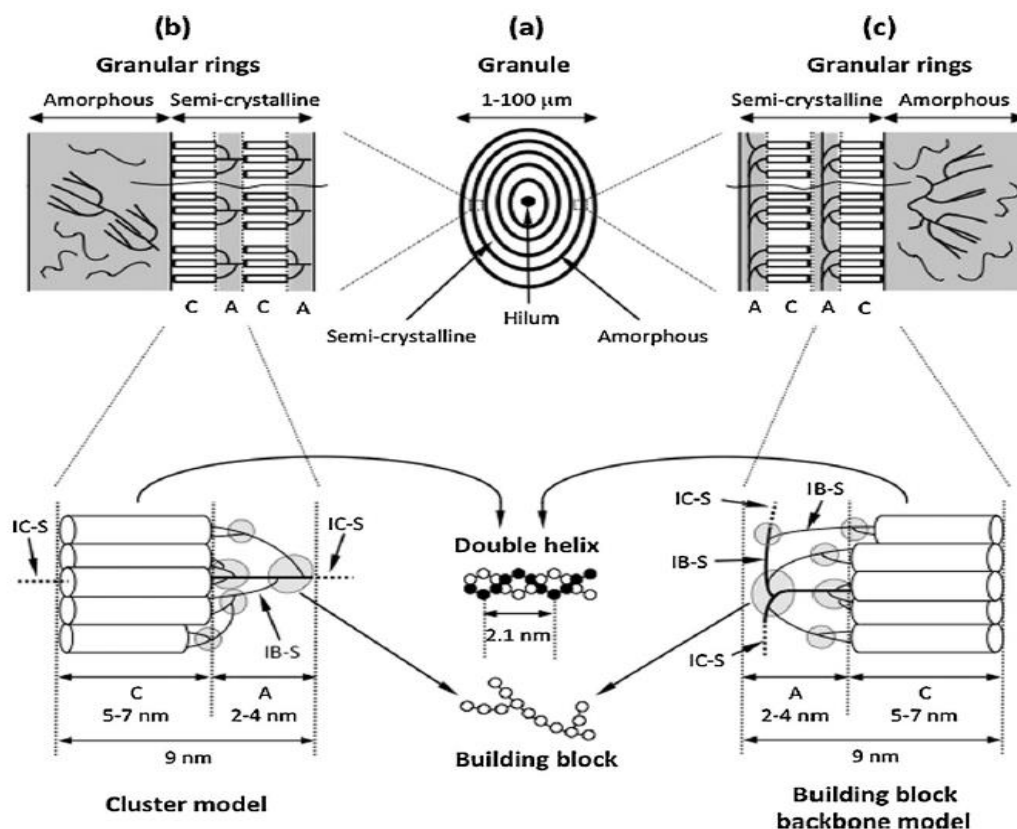 (b)
(a)
(c)
Granular rings
Granule
Granular rings
Amorphous
Semi-crystalline
1-100 μm
Semi-crystalline
Amorphous
C
A
C
A
Semi-crystalline
Hilum
Amorphous
A
C
A
C
IC-S
IC-S
IB-S
C
A
5-7 nm
2-4 nm
9 nm
Cluster model
Double helix
2.1 nm
Building block
IC-S
IB-S
IB-S
IC-S
A
C
2-4 nm
5-7 nm
9 nm
Building block
backbone model